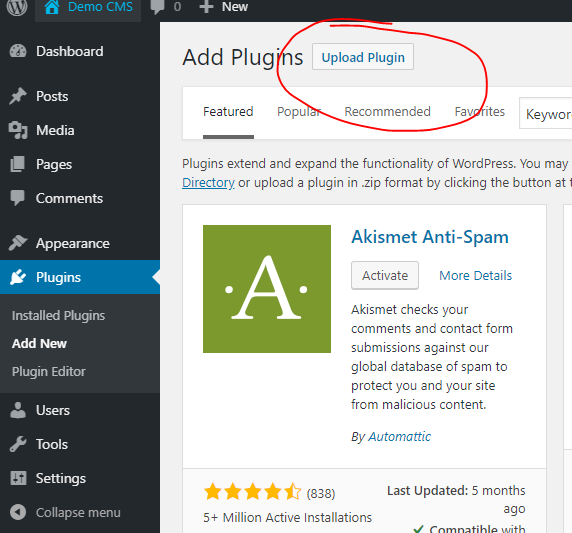 Demo CMS 0 New
Dashboard
Posts
Media
Pages
Comments
Appearance
Plugins
Installed Plugins
Add New
Plugin Editor
Users
Tools
Settings
Collapse menu
Add Plugins Upload Plugin
Featured Popular Recommended Favorites Keywor
Plugins extend and expand the functionality of WordPress. You may
Directory or upload a plugin in .zip format by clicking the button at t
A
Akismet Anti-Spam
Activate More Details
Akismet checks your
comments and contact form
submissions against our
global database of spam to
protect you and your site
from malicious content.
By Automattic
(838)
5+ Million Active Installations
Last Updated: 5 months
ago
Compatible with